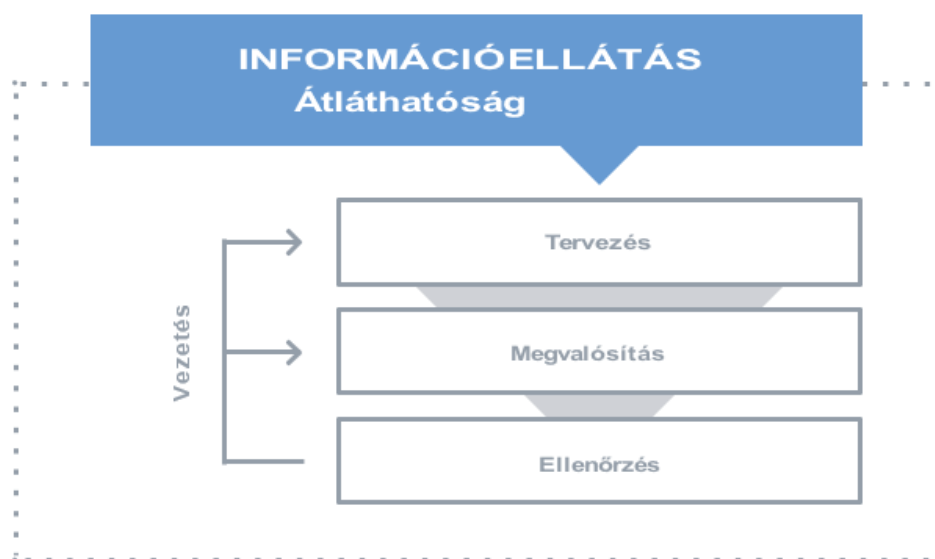 INFORMÁCIÓELLÁTÁS
Átláthatóság
Tervezés
Vezetés
Megvalósítás
Ellenőrzés